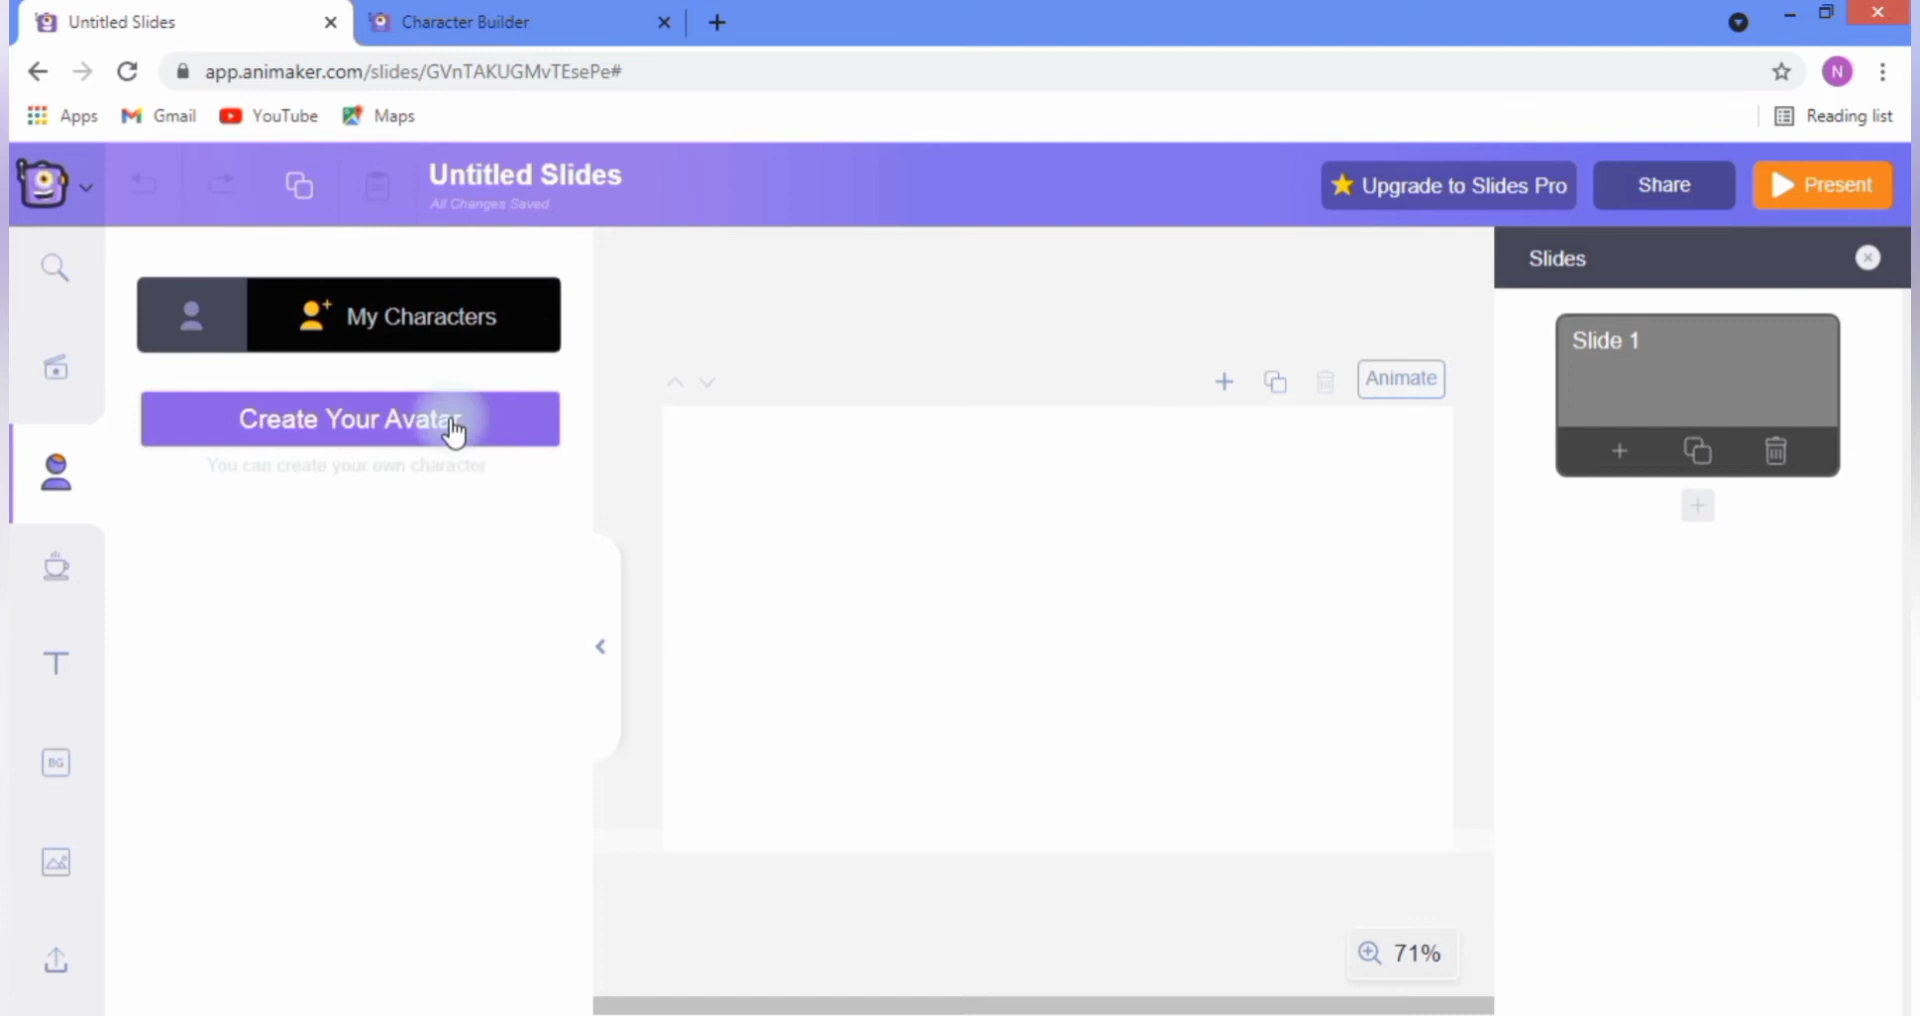 Untitled Slides
Character Builder
app.animaker.com/slides/GVnTAKUGMvTEsePe#
N
Apps
Gmail
YouTube
Maps
Reading list
Untitled Slides
All Changes Saved
Upgrade to Slides Pro
Share
Present
My Characters
Create Your Avatar
You can create your own character
T
BG
Animate
71%
Slides
Slide 1